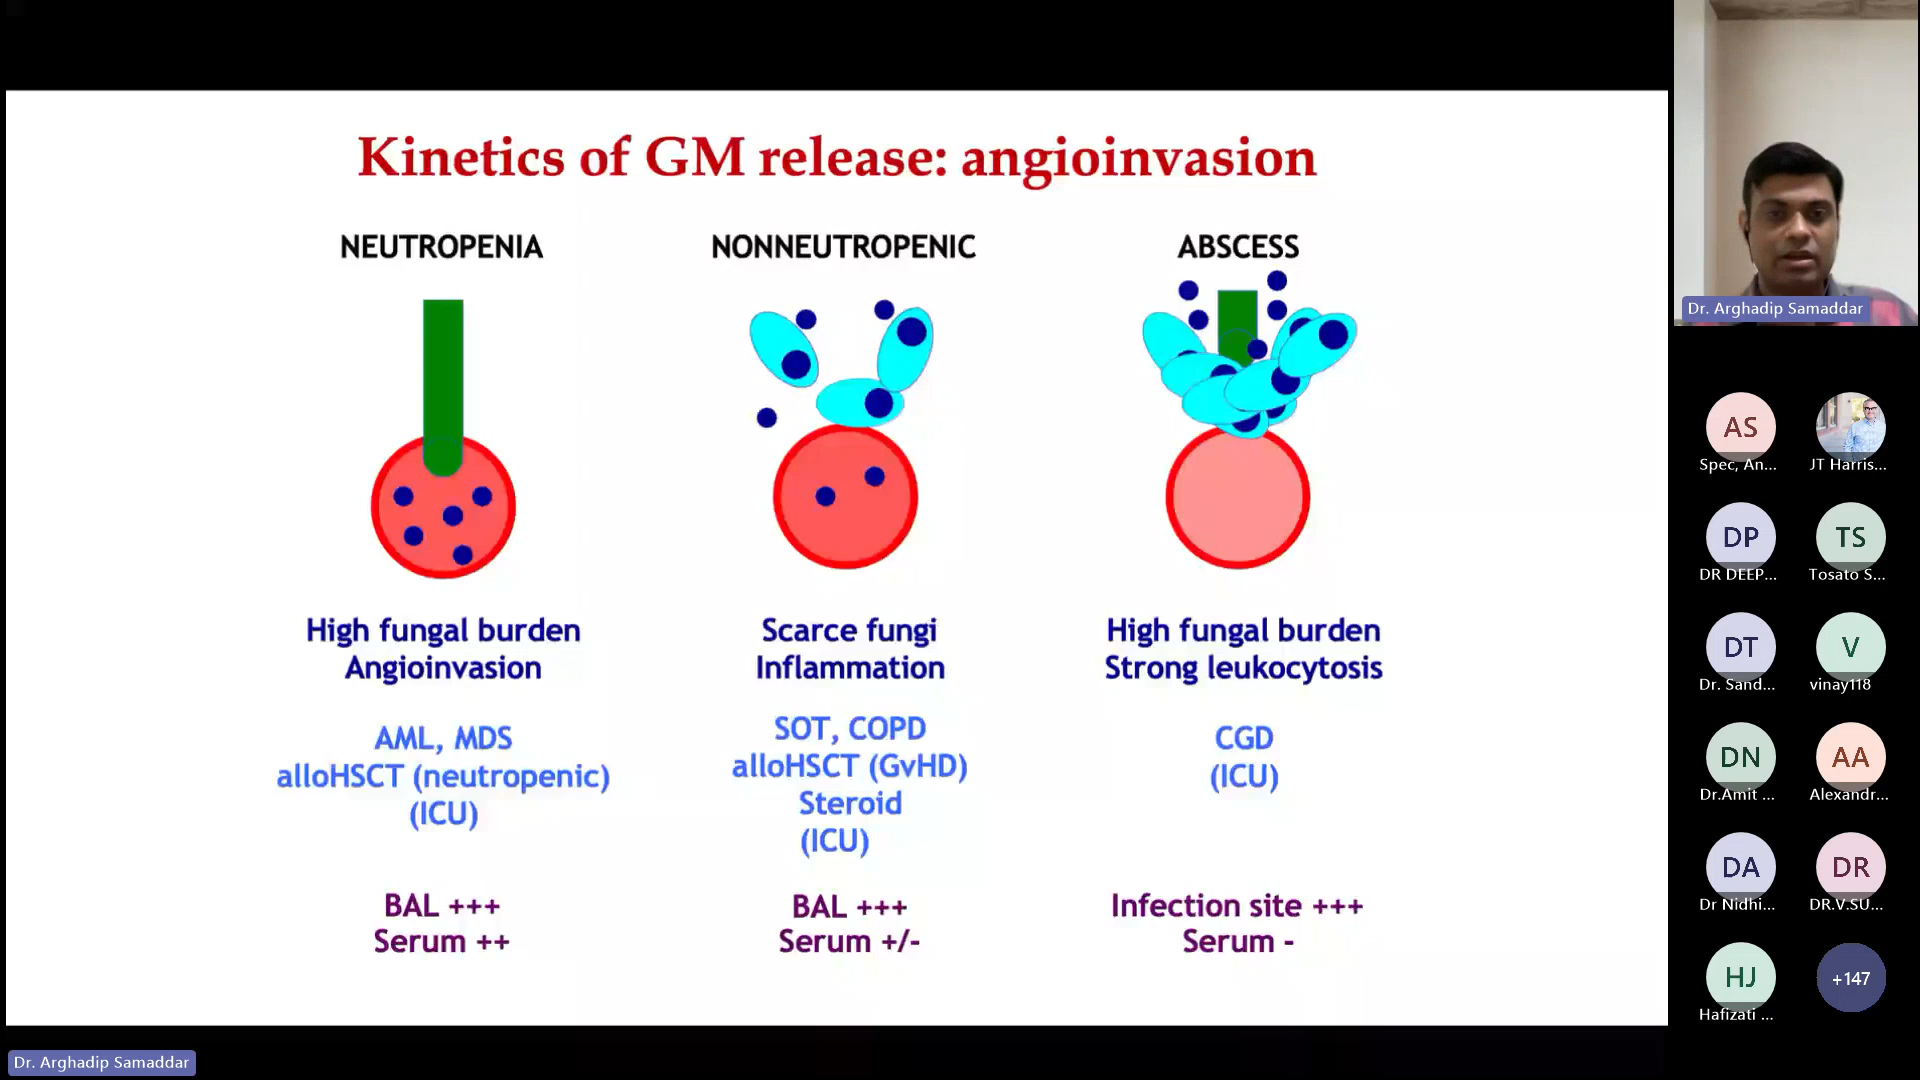 Kinetics of GM release: angioinvasion
NEUTROPENIA
NONNEUTROPENIC
ABSCESS
High fungal burden
Angioinvasion
Scarce fungi
Inflammation
High fungal burden
Strong leukocytosis
AML, MDS
alloHSCT (neutropenic)
(ICU)
SOT, COPD
alloHSCT (GvHD)
Steroid
(ICU)
CGD
(ICU)
BAL +++
Serum ++
BAL +++
Serum +/-
Infection site +++
Serum -
Dr. Arghadip Samaddar
Dr. Arghadip Samaddar
AS
Spec, An...
JT Harris...
DP
DR DEEP...
TS
Tosato S...
DT
Dr. Sand...
V
vinay118
DN
Dr.Amit ...
AA
Alexandr...
DA
Dr Nidhi...
DR
DR.V.SU...
HJ
Hafizati ...
+147